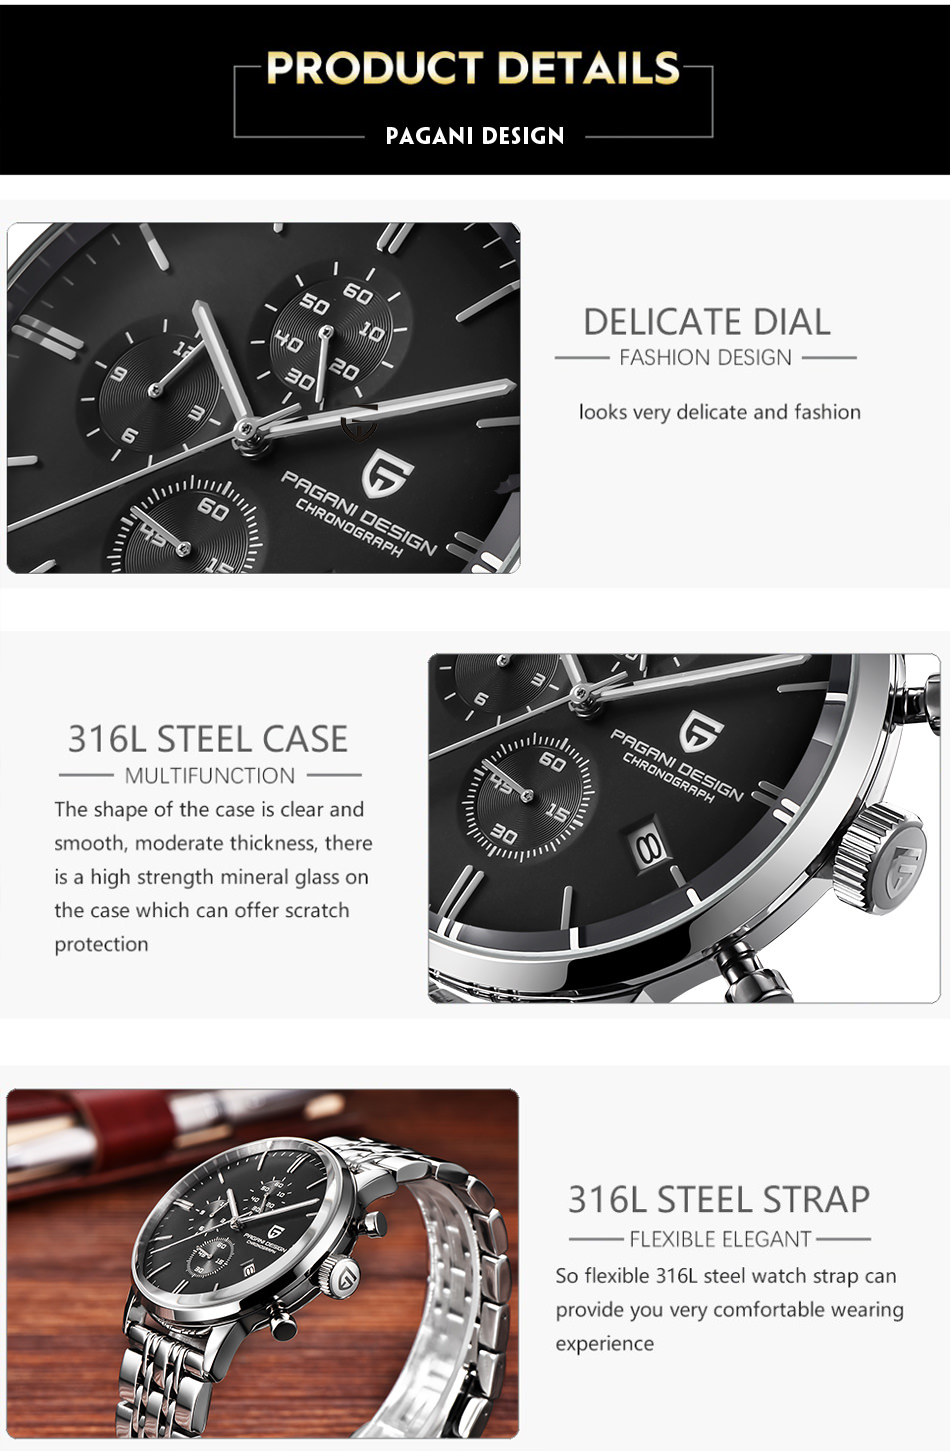 PRODUCT DETAILS
PAGANI DESIGN
50 60
10
40
20
30
12
9
3
6
60
45
15
PAGANI DESIGN
CHRONOGRAPH
DELICATE DIAL
FASHION DESIGN
looks very delicate and fashion
316L STEEL CASE
MULTIFUNCTION
The shape of the case is clear and
smooth, moderate thickness, there
is a high strength mineral glass on
the case which can offer scratch
protection
3
6
60
45
15
30
PAGANI DESIGN
CHRONOGRAPH
8
PAGANI DESIGN
CHRONOGRAPH
316L STEEL STRAP
FLEXIBLE ELEGANT
So flexible 316L steel watch strap can
provide you very comfortable wearing
experience